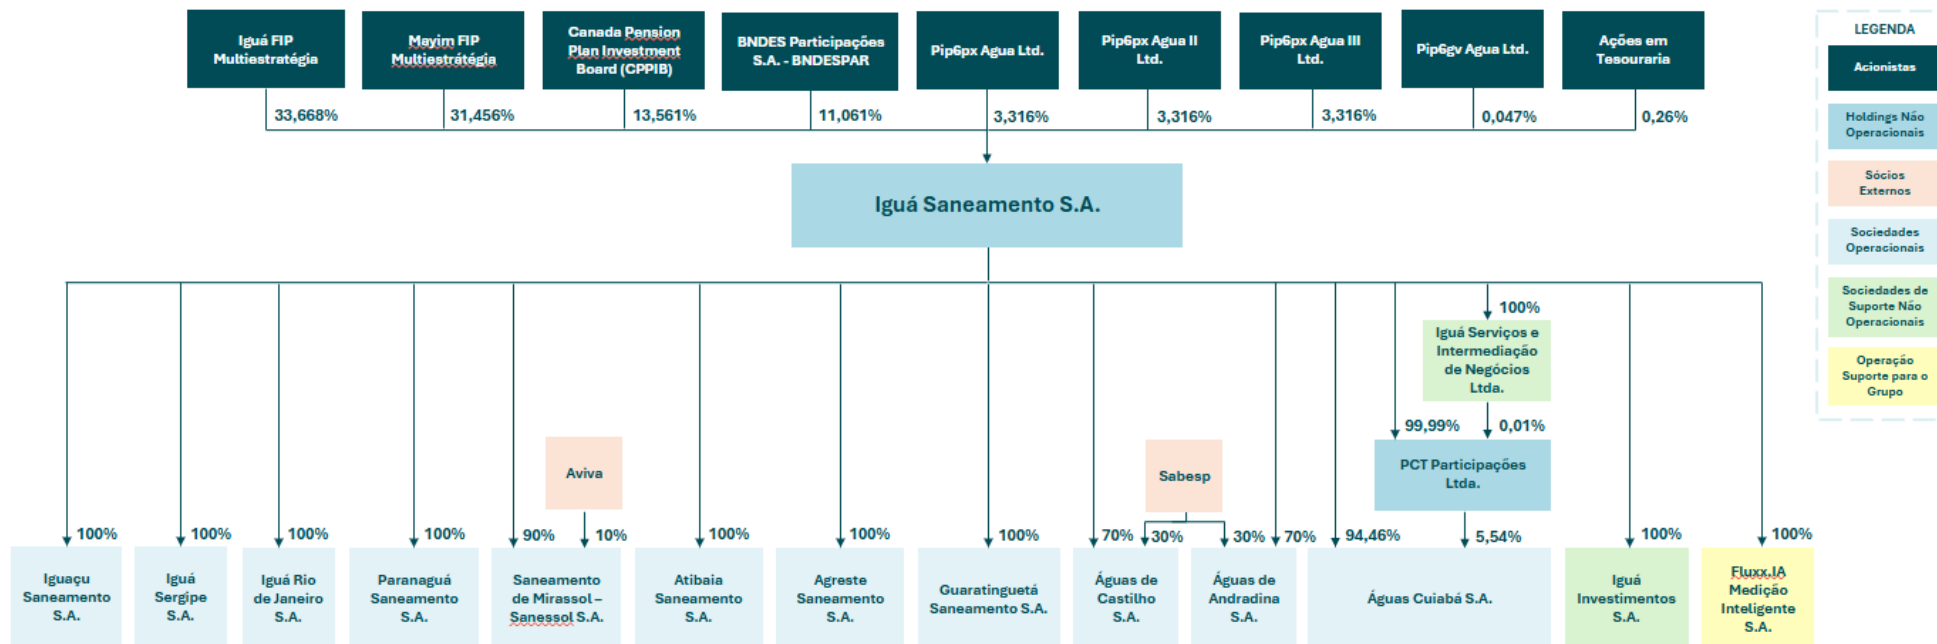 Iguá FIP
Multiestratégia
Mayim FIP
Multiestrátégia
Canada Pension
Plan Investment
Board (CPPIB)
BNDES Participações
S.A. - BNDESPAR
Pip6px Agua Ltd.
Pip6px Agua II
Ltd.
Pip6px Agua III
Ltd.
Pip6gv Agua Ltd.
Ações em
Tesouraria
33,668%
31,456%
13,561%
11,061%
3,316%
3,316%
3,316%
0,047%
0,26%
Iguá Saneamento S.A.
100%
Iguá Serviços e
Intermediação
de Negócios
Ltda.
99,99%
0,01%
PCT Participações
Ltda.
Aviva
Sabesp
100%
100%
100%
100%
90%
10%
100%
100%
100%
70%
30%
30%
70%
94,46%
5,54%
100%
100%
Iguaçu
Saneamento
S.A.
Iguá
Sergipe
S.A.
Iguá Rio
de Janeiro
S.A.
Paranaguá
Saneamento
S.A.
Saneamento
de Mirassol –
Sanessol S.A.
Atibaia
Saneamento
S.A.
Agreste
Saneamento
S.A.
Guaratinguetá
Saneamento S.A.
Águas de
Castilho
S.A.
Águas de
Andradina
S.A.
Águas Cuiabá S.A.
Iguá
Investimentos
S.A.
Fluxx.IA
Medição
Inteligente
S.A.
LEGENDA
Acionistas
Holdings Não
Operacionais
Sócios
Externos
Sociedades
Operacionais
Sociedades de
Suporte Não
Operacionais
Operação
Suporte para o
Grupo